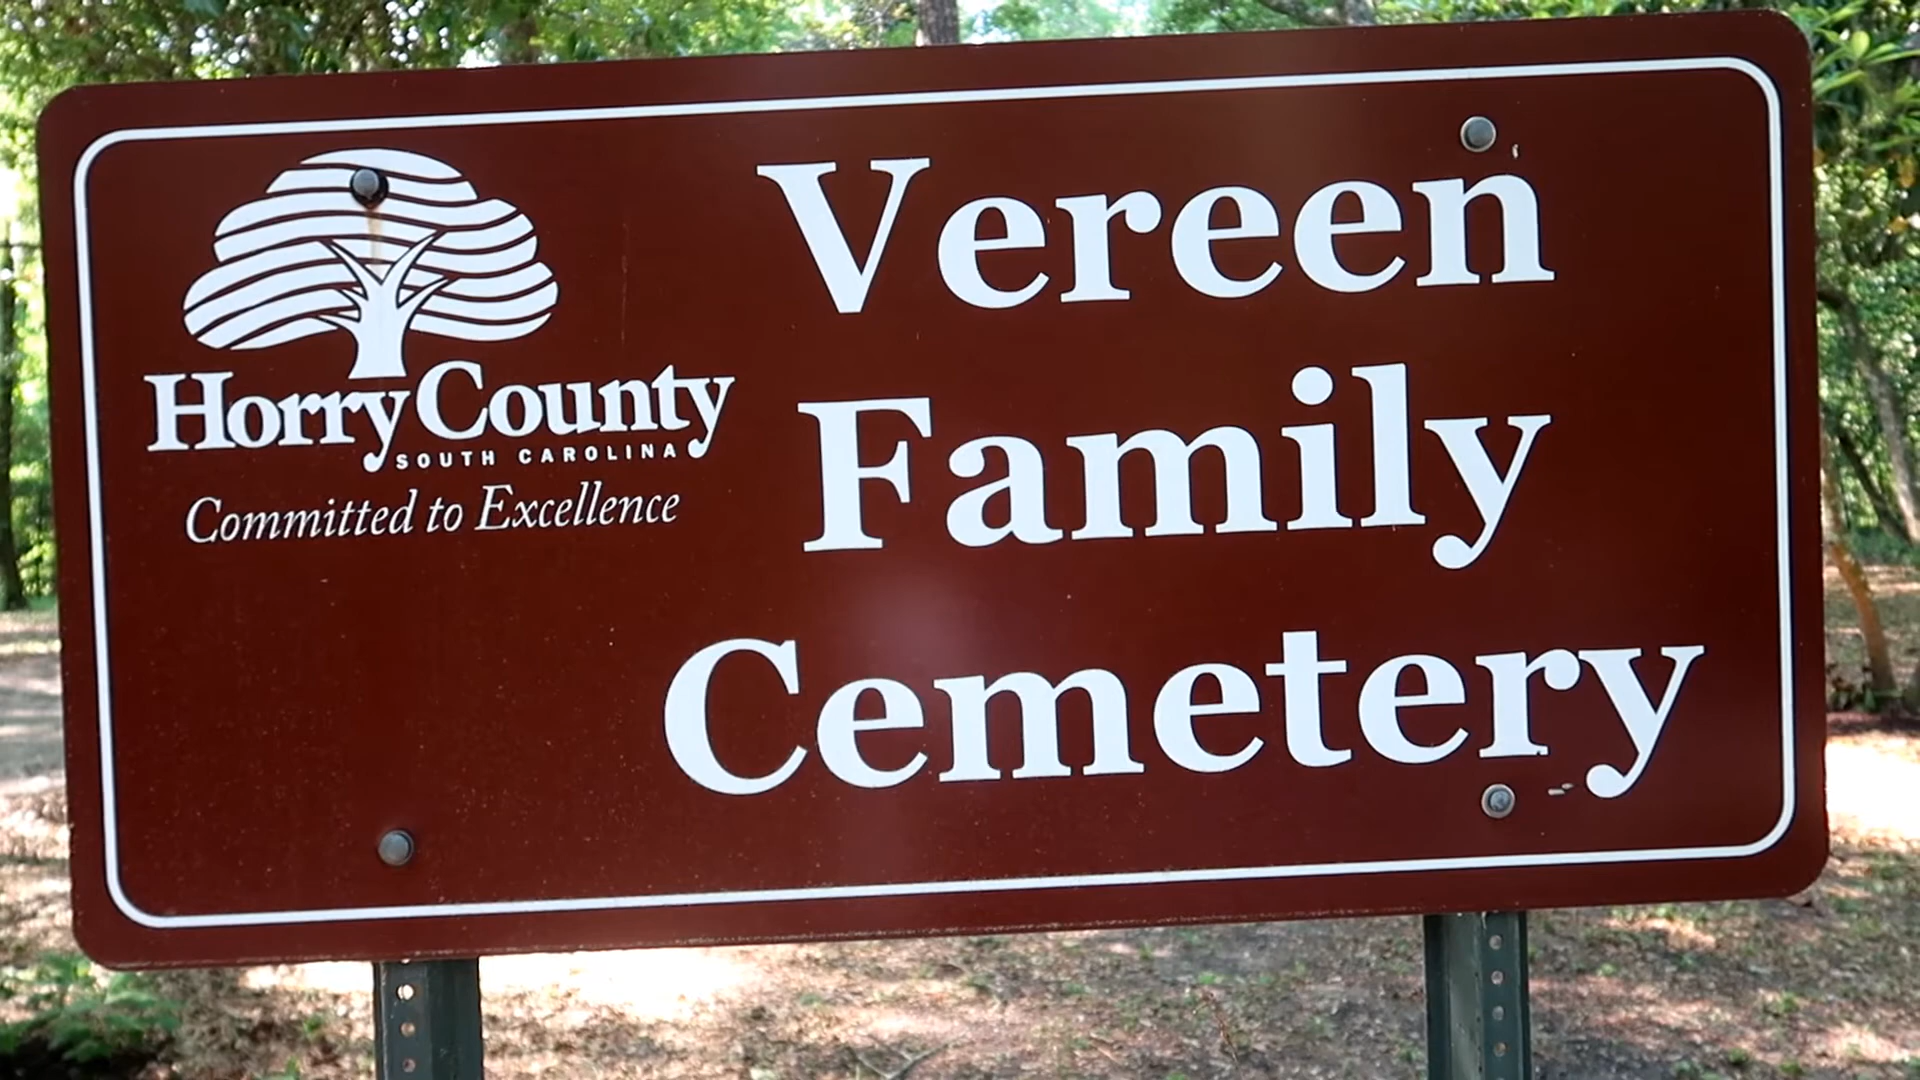 Horry County
SOUTH CAROLINA
Committed to Excellence
Vereen
Family
Cemetery